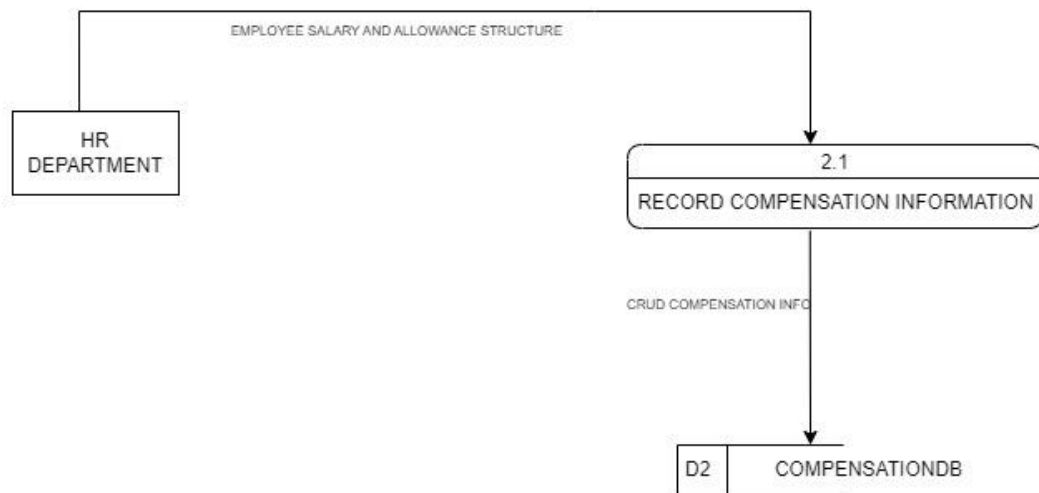 EMPLOYEE SALARY AND ALLOWANCE STRUCTURE
HR
DEPARTMENT
2.1
RECORD COMPENSATION INFORMATION
CRUD COMPENSATION INFO
D2
COMPENSATIONDB